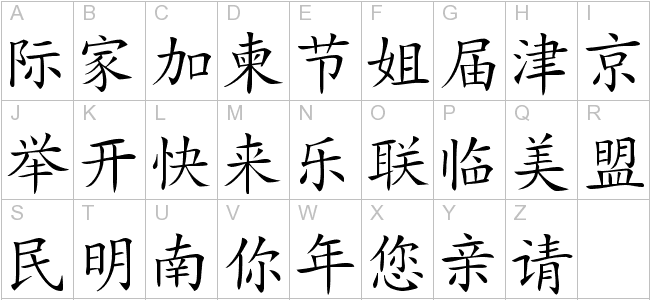 A B C D E F G H I
际 家 加 柬 节 姐 届 津 京
J K L M N O P Q R
举 开 快 来 乐 联 临 美 盟
S T U V W X Y Z
民 明 南 你 年 您 亲 请